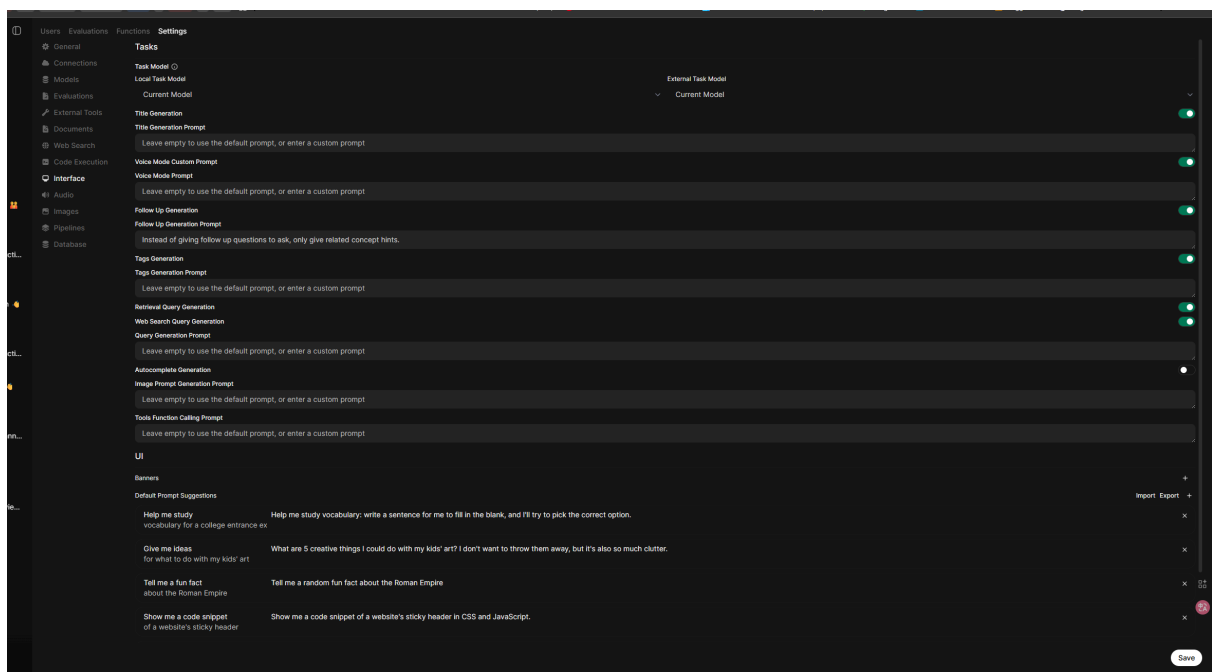 Users Evaluations Functions Settings
General
Connections
Models
Evaluations
External Tools
Documents
Web Search
Code Execution
Interface
Audio
Images
Pipelines
Database
Tasks
Task Model
Local Task Model
External Task Model
Current Model
Current Model
Title Generation
Title Generation Prompt
Leave empty to use the default prompt, or enter a custom prompt
Voice Mode Custom Prompt
Voice Mode Prompt
Leave empty to use the default prompt, or enter a custom prompt
Follow Up Generation
Follow Up Generation Prompt
Instead of giving follow up questions to ask, only give related concept hints.
Tags Generation
Tags Generation Prompt
Leave empty to use the default prompt, or enter a custom prompt
Retrieval Query Generation
Web Search Query Generation
Query Generation Prompt
Leave empty to use the default prompt, or enter a custom prompt
Autocomplete Generation
Image Prompt Generation Prompt
Leave empty to use the default prompt, or enter a custom prompt
Tools Function Calling Prompt
Leave empty to use the default prompt, or enter a custom prompt
UI
Banners
Default Prompt Suggestions
Import Export
Help me study
vocabulary for a college entrance ex
Help me study vocabulary: write a sentence for me to fill in the blank, and I'll try to pick the correct option.
Give me ideas
for what to do with my kids' art
What are 5 creative things I could do with my kids' art? I don't want to throw them away, but it's also so much clutter.
Tell me a fun fact
about the Roman Empire
Tell me a random fun fact about the Roman Empire
Show me a code snippet
of a website's sticky header
Show me a code snippet of a website's sticky header in CSS and JavaScript.
Save